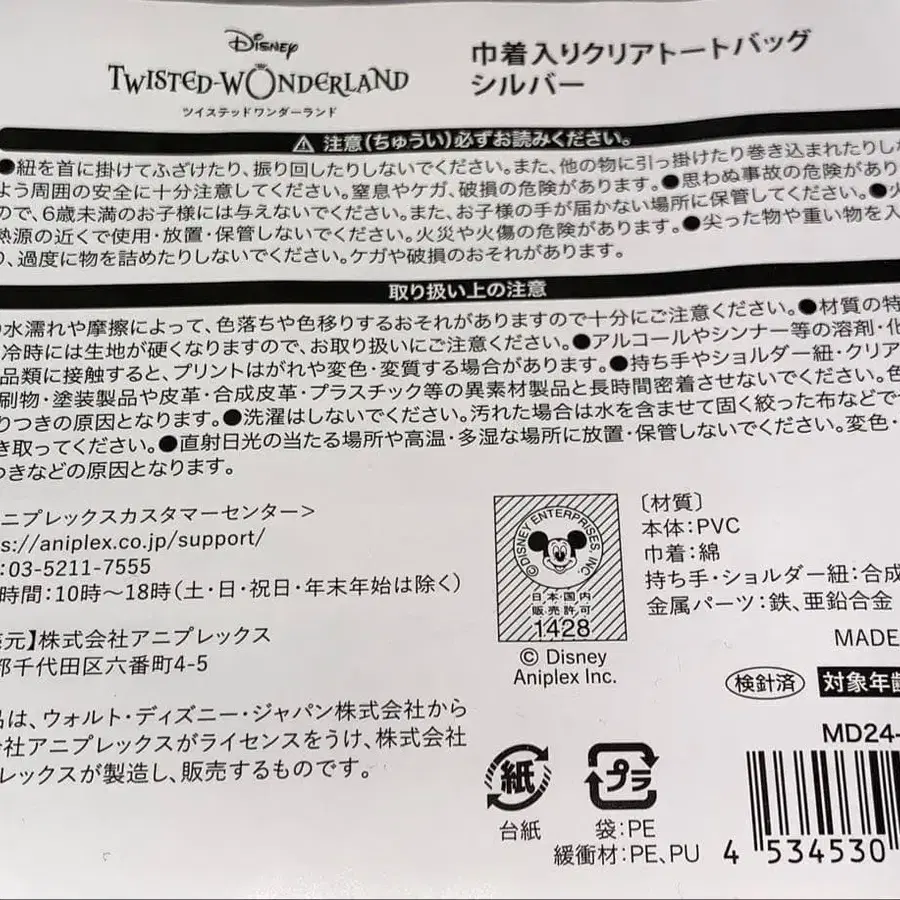 Disney
TWISTED-WONDERLAND
ツイステッドワンダーランド
巾着入りクリアトートバッグ
シルバー
注意(ちゅうい)必ずお読みください。
●紐を首に掛けてふざけたり、振り回したりしないでください。また、他の物に引っ掛けたり巻き込まれたりしな
よう周囲の安全に十分注意してください。窒息やケガ、破損の危険があります。●思わぬ事故の危険があり
ので、6歳未満のお子様には与えないでください。また、お子様の手が届かない場所に保管してください。●火
熱源の近くで使用・放置・保管しないでください。火災や火傷の危険があります。●尖った物や重い物を入
り、過度に物を詰めたりしないでください。ケガや破損のおそれがあります。
取り扱い上の注意
水濡れや摩擦によって、色落ちや色移りするおそれがありますので十分にご注意ください。●材質の特
冷時には生地が硬くなりますので、お取り扱いにご注意ください。●アルコールやシンナー等の溶剤・化
品類に接触すると、プリントはがれや変色・変質する場合があります。●持ち手やショルダー紐・クリア
刷物・塗装製品や皮革・合成皮革・プラスチック等の異素材製品と長時間密着させないでください。色
りつきの原因となります。●洗濯はしないでください。汚れた場合は水を含ませて固く絞った布などで
き取ってください。●直射日光の当たる場所や高温・多湿な場所に放置・保管しないでください。変色・
つきなどの原因となります。
ニプレックスカスタマーセンター>
s://aniplex.co.jp/support/
:03-5211-7555
時間:10時〜18時(土・日・祝日・年末年始は除く)
元】株式会社アニプレックス
都千代田区六番町4-5
品は、ウォルト・ディズニー・ジャパン株式会社から
会社アニプレックスがライセンスをうけ、株式会社
プレックスが製造し、販売するものです。
©DISNEY ENTERPRISES, INC.
日本国内
販売許可
1428
© Disney
Aniplex Inc.
〔材質〕
本体:PVC
巾着:綿
持ち手・ショルダー紐:合成
金属パーツ:鉄、亜鉛合金
MADE
検針済
対象年齢
MD24-
紙
台紙
プラ
袋:PE
緩衝材:PE、PU
4 534530